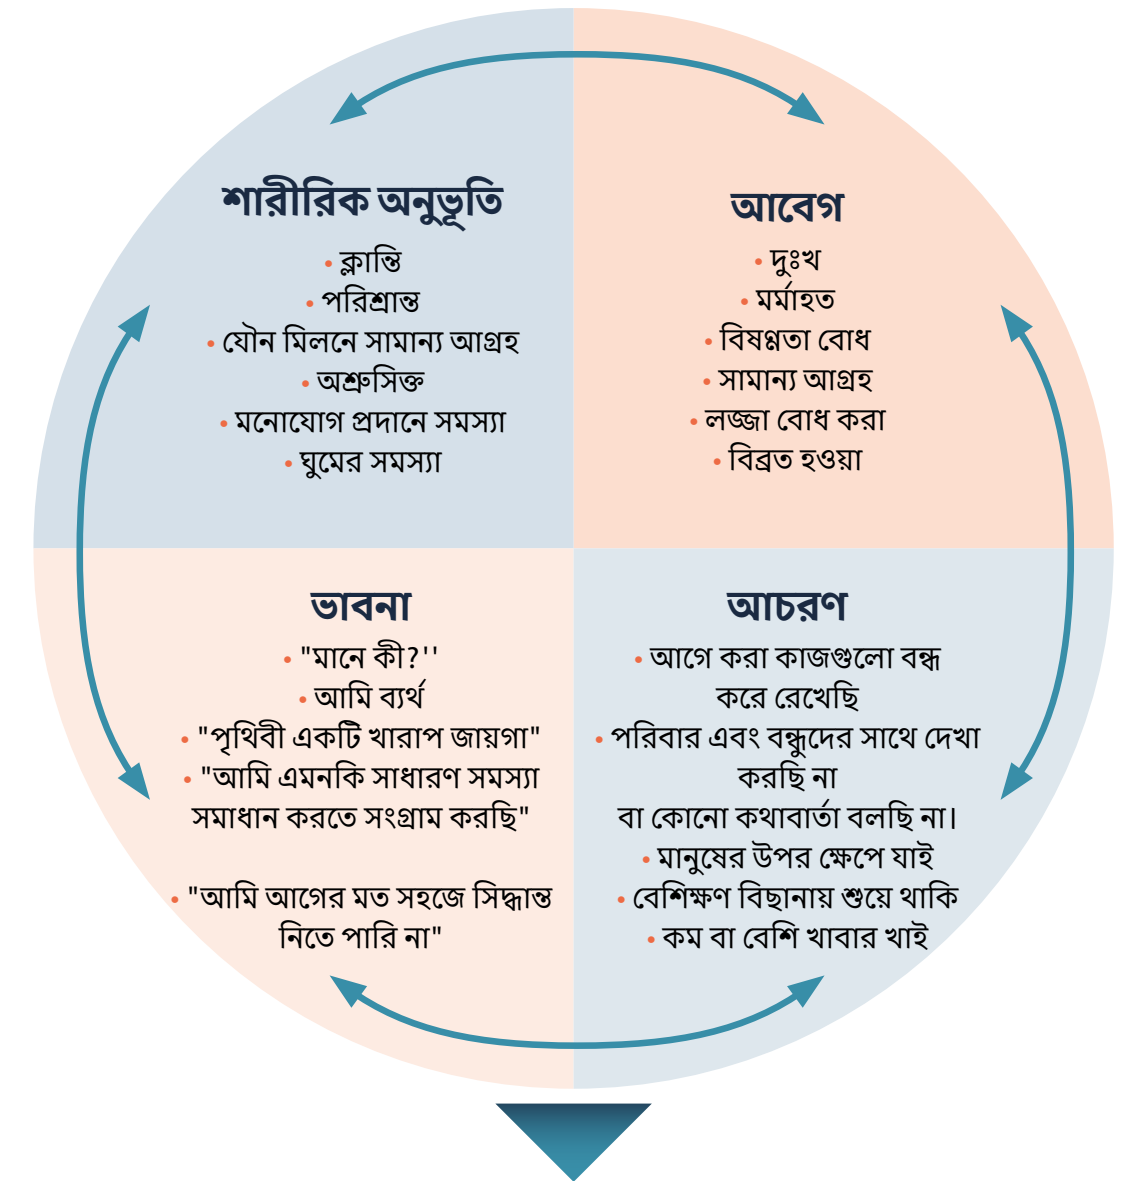 শারীরিক অনুভূতি
• ক্লান্তি
• পরিশ্রান্ত
• যৌন মিলনে সামান্য আগ্রহ
• অশ্রুসিক্ত
• মনোযোগ প্রদানে সমস্যা
• ঘুমের সমস্যা
আবেগ
• দুঃখ
• মর্মাহত
• বিষণ্ণতা বোধ
• সামান্য আগ্রহ
• লজ্জা বোধ করা
• বিব্রত হওয়া
ভাবনা
• "মানে কী?''
• আমি ব্যর্থ
• "পৃথিবী একটি খারাপ জায়গা"
• "আমি এমনকি সাধারণ সমস্যা
সমাধান করতে সংগ্রাম করছি"
• "আমি আগের মত সহজে সিদ্ধান্ত
নিতে পারি না"
আচরণ
• আগে করা কাজগুলো বন্ধ
করে রেখেছি
• পরিবার এবং বন্ধুদের সাথে দেখা
করছি না
বা কোনো কথাবার্তা বলছি না।
• মানুষের উপর ক্ষেপে যাই
• বেশিক্ষণ বিছানায় শুয়ে থাকি
• কম বা বেশি খাবার খাই